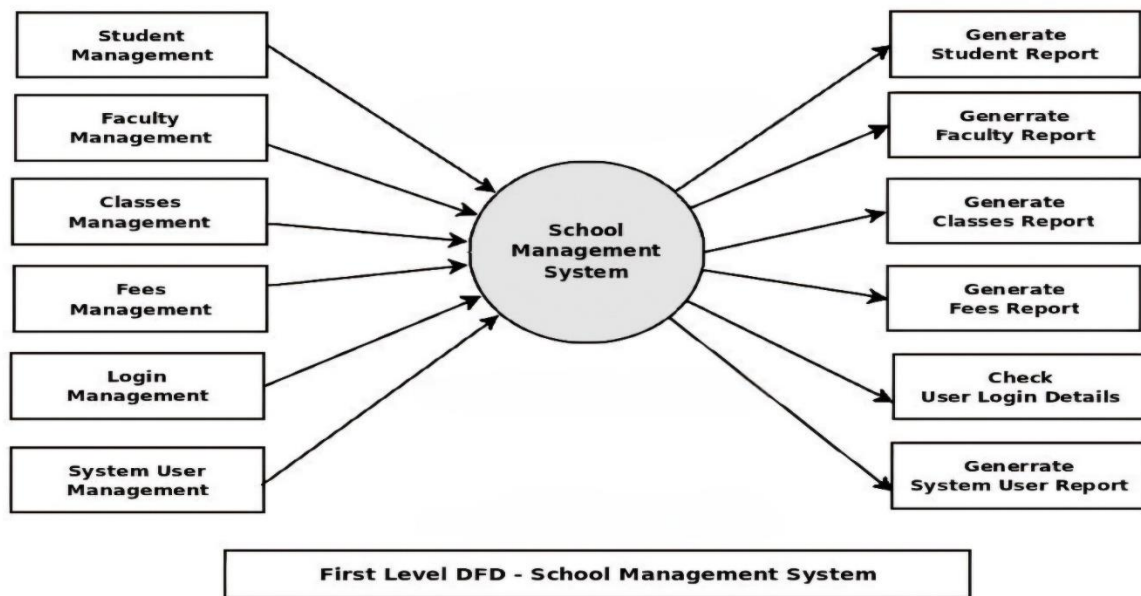 Student
Management
Faculty
Management
Classes
Management
Fees
Management
Login
Management
System User
Management
School
Management
System
Generate
Student Report
Generrate
Faculty Report
Generate
Classes Report
Generate
Fees Report
Check
User Login Details
Generrate
System User Report
First Level DFD - School Management System